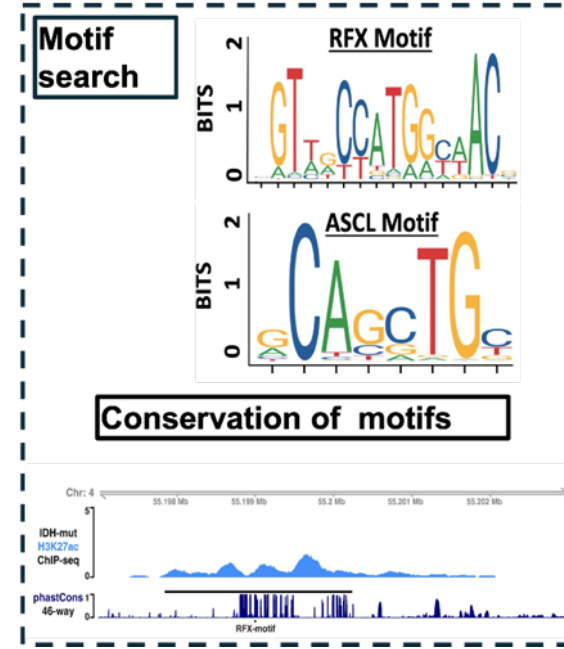 Motif
search
RFX Motif
2
BITS
1
0
ASCL Motif
2
BITS
1
0
Conservation of motifs
Chr: 4
55.198 Mb 55.199 Mb 55.2 Mb 55.201 Mb 55.202 Mb
5
IDH-mut
H3K27ac
ChIP-seq
0
phastCons 1
46-way 0
RFX-motif